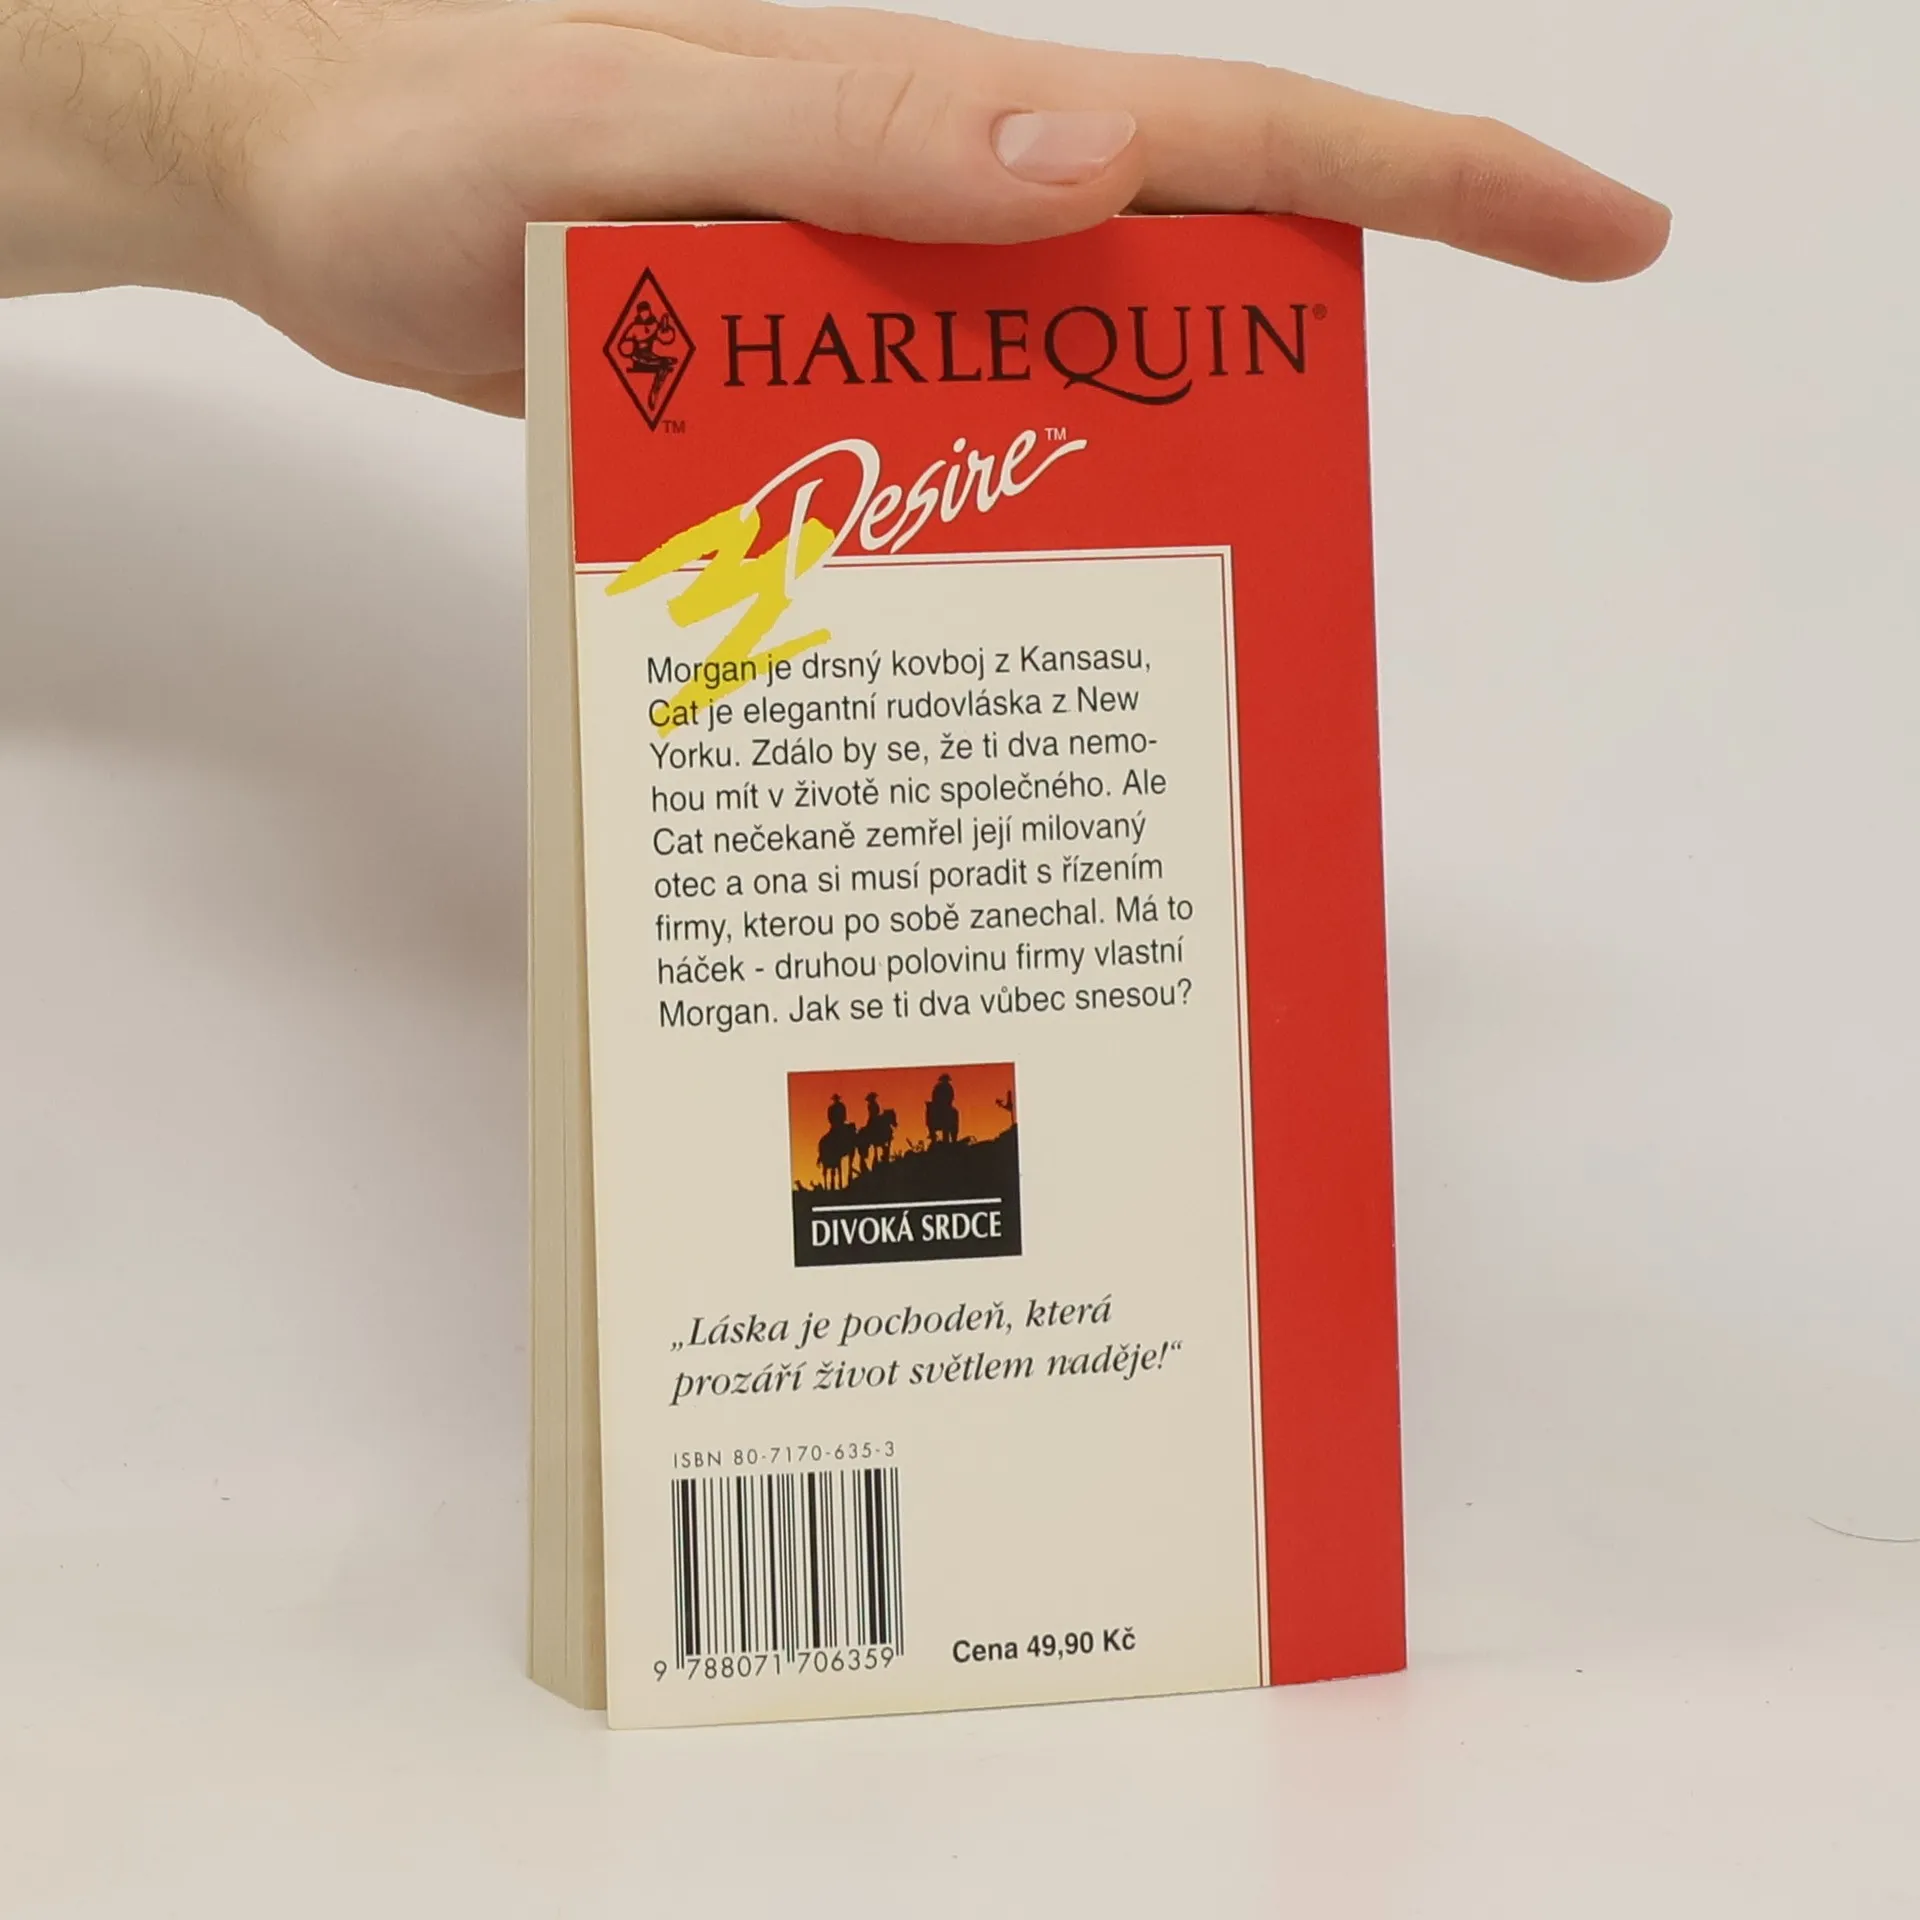 HARLEQUIN®
TM
Desire™
Morgan je drsný kovboj z Kansasu,
Cat je elegantní rudovláska z New
Yorku. Zdálo by se, že ti dva nemo-
hou mít v životě nic společného. Ale
Cat nečekaně zemřel její milovaný
otec a ona si musí poradit s řízením
firmy, kterou po sobě zanechal. Má to
háček - druhou polovinu firmy vlastní
Morgan. Jak se ti dva vůbec snesou?
DIVOKÁ SRDCE
„Láska je pochodeň, která
prozáří život světlem naděje!“
ISBN 80-7170-635-3
9 788071 706359
Cena 49,90 Kč